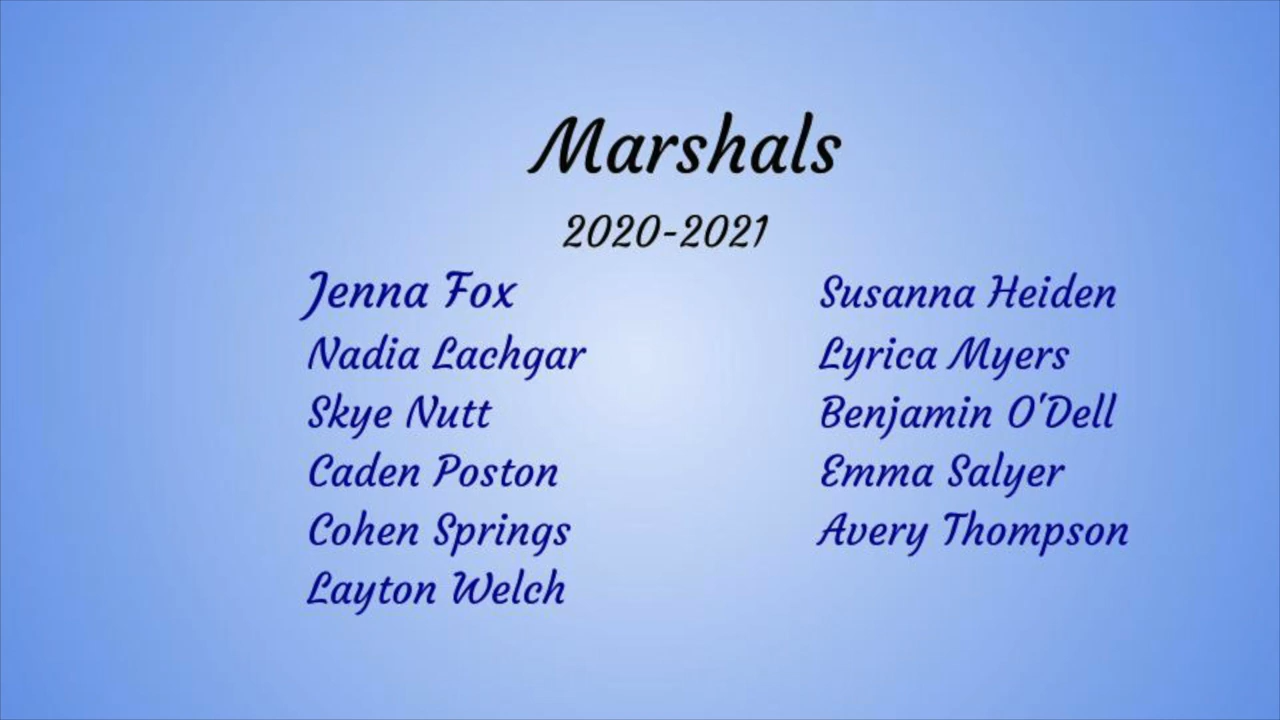 Marshals
2020-2021
Jenna Fox
Nadia Lachgar
Skye Nutt
Caden Poston
Cohen Springs
Layton Welch
Susanna Heiden
Lyrica Myers
Benjamin O'Dell
Emma Salyer
Avery Thompson